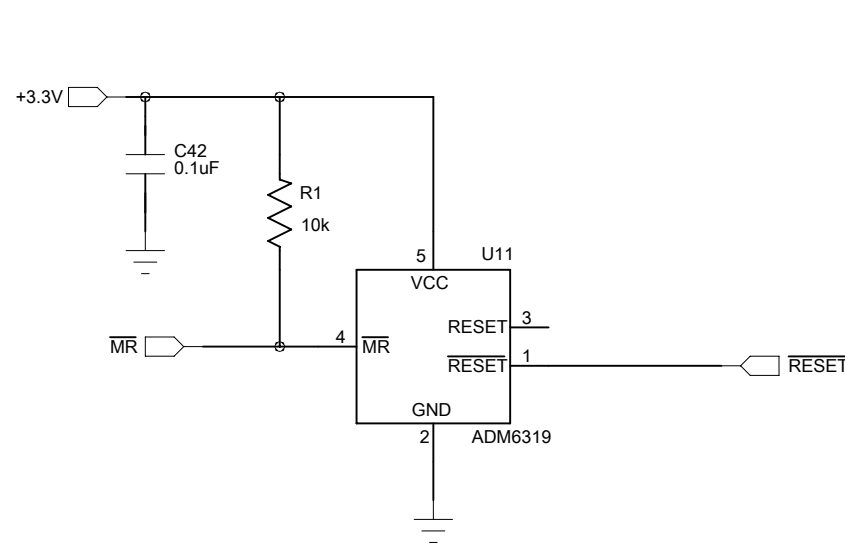 +3.3V
C42
0.1uF
R1
10k
5
U11
VCC
RESET
3
MR
4
MR
RESET
1
RESET
GND
2
ADM6319